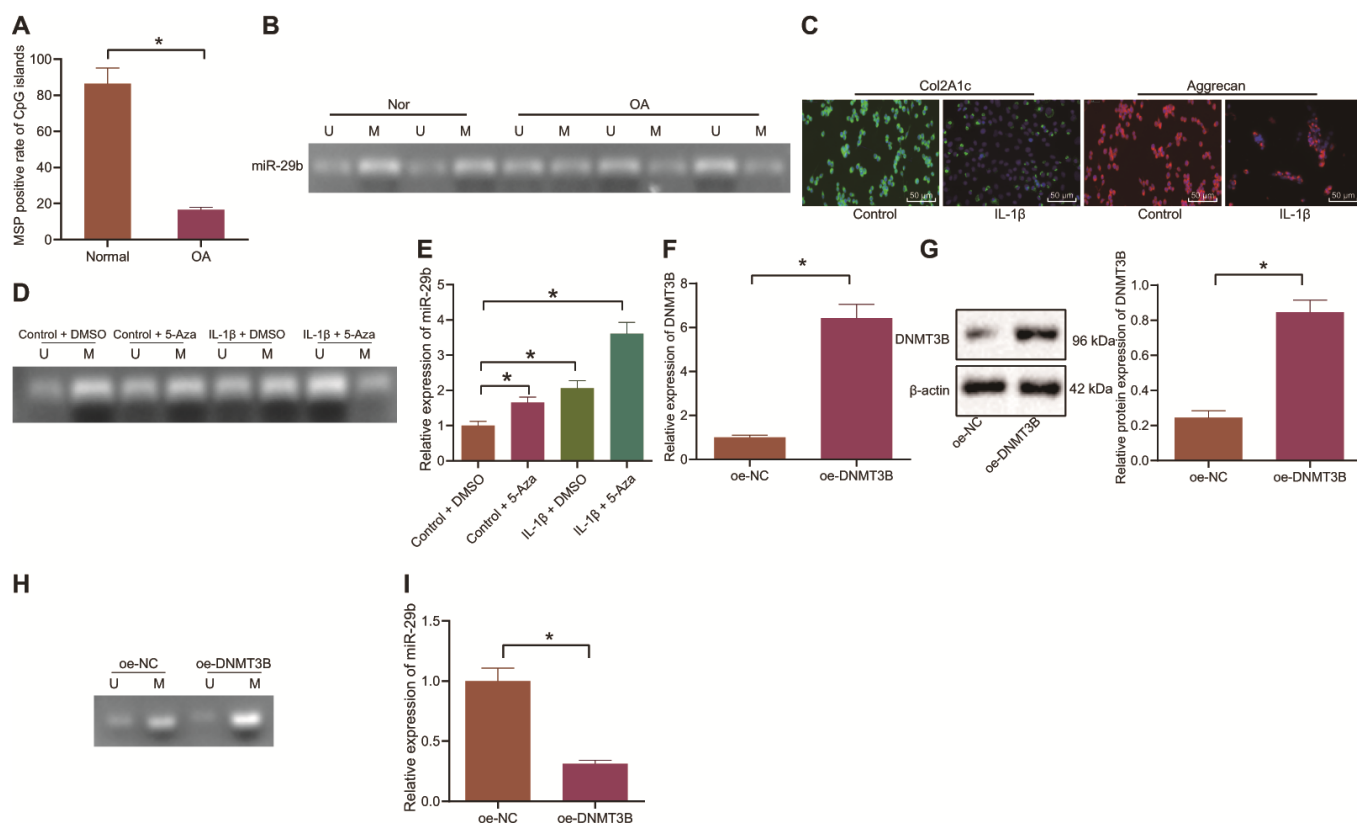 A
MSP positive rate of CpG islands
100
80
60
40
20
0
*
Normal
OA
B
Nor
OA
U M U M U M U M U M
miR-29b
C
Col2A1c
Aggrecan
50 μm
50 μm
50 μm
50 μm
Control
IL-1β
Control
IL-1β
D
Control + DMSO
Control + 5-Aza
IL-1β + DMSO
IL-1β + 5-Aza
U M U M U M U M
E
Relative expression of miR-29b
5
4
3
2
1
0
*
*
*
Control + DMSO
Control + 5-Aza
IL-1β + DMSO
IL-1β + 5-Aza
F
Relative expression of DNMT3B
8
6
4
2
0
*
oe-NC
oe-DNMT3B
G
DNMT3B
96 kDa
β-actin
42 kDa
oe-NC
oe-DNMT3B
Relative protein expression of DNMT3B
1.0
0.8
0.6
0.4
0.2
0.0
*
oe-NC
oe-DNMT3B
H
oe-NC
oe-DNMT3B
U M U M
I
Relative expression of miR-29b
1.5
1.0
0.5
0.0
*
oe-NC
oe-DNMT3B